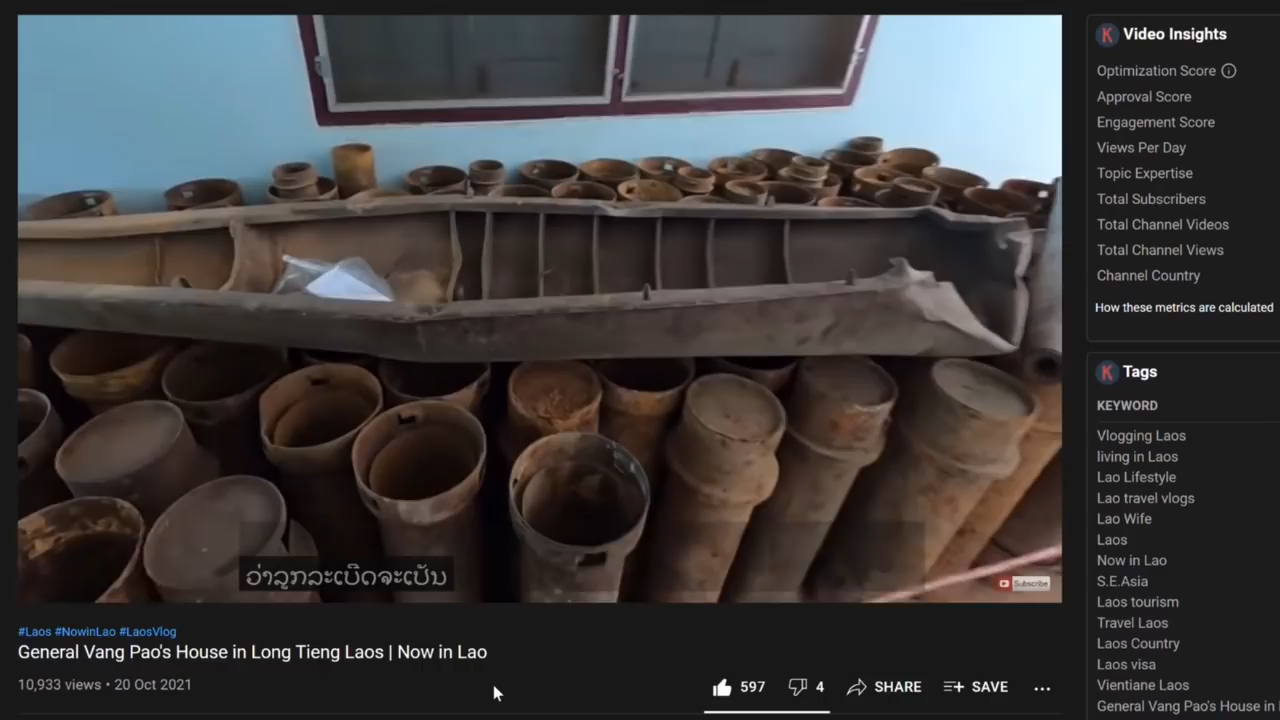 ວ່າລູກລະເບີດຈະເປັນ
Subscribe
#Laos #NowinLao #LaosVlog
General Vang Pao's House in Long Tieng Laos | Now in Lao
10,933 views • 20 Oct 2021
597
4
SHARE
SAVE
K Video Insights
Optimization Score
Approval Score
Engagement Score
Views Per Day
Topic Expertise
Total Subscribers
Total Channel Videos
Total Channel Views
Channel Country
How these metrics are calculated
K Tags
KEYWORD
Vlogging Laos
living in Laos
Lao Lifestyle
Lao travel vlogs
Lao Wife
Laos
Now in Lao
S.E.Asia
Laos tourism
Travel Laos
Laos Country
Laos visa
Vientiane Laos
General Vang Pao's House in